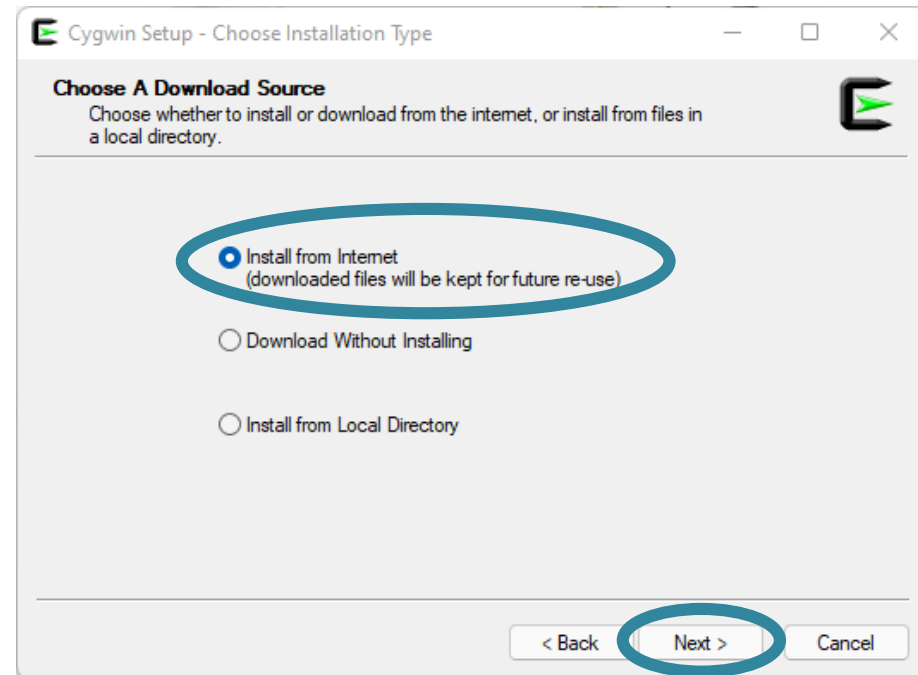 Cygwin Setup - Choose Installation Type
Choose A Download Source
Choose whether to install or download from the internet, or install from files in
a local directory.
Install from Internet
(downloaded files will be kept for future re-use)
Download Without Installing
Install from Local Directory
< Back Next > Cancel